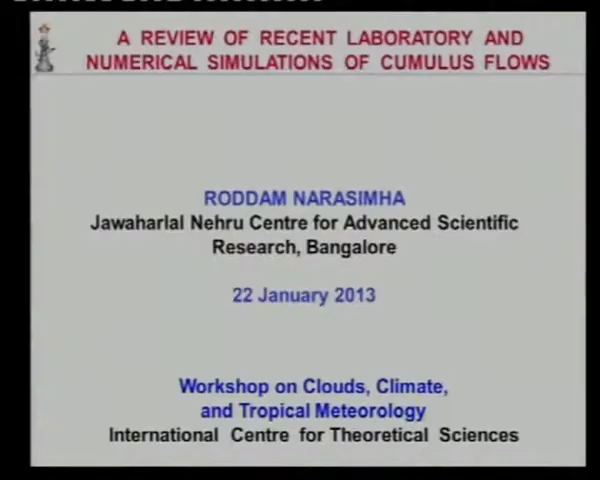 A REVIEW OF RECENT LABORATORY AND
NUMERICAL SIMULATIONS OF CUMULUS FLOWS
RODDAM NARASIMHA
Jawaharlal Nehru Centre for Advanced Scientific
Research, Bangalore
22 January 2013
Workshop on Clouds, Climate,
and Tropical Meteorology
International Centre for Theoretical Sciences